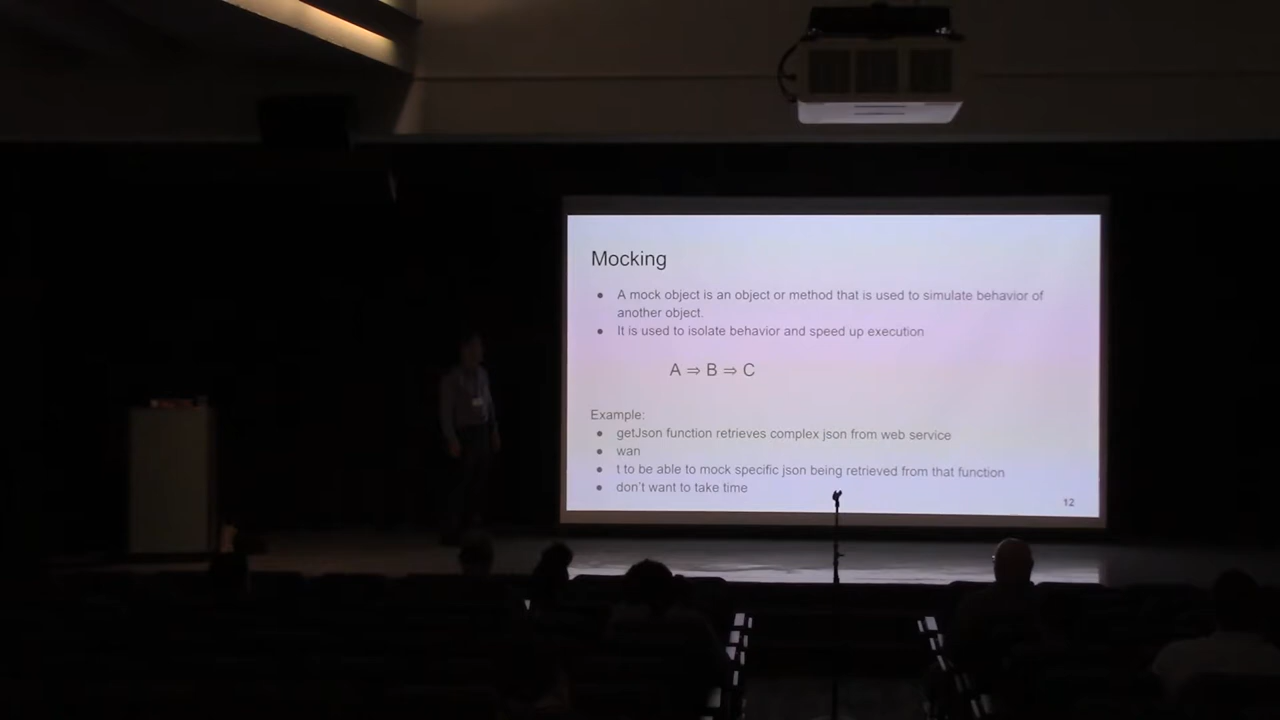 Mocking
● A mock object is an object or method that is used to simulate behavior of
another object.
● It is used to isolate behavior and speed up execution
A ⇒ B ⇒ C
Example:
● getJson function retrieves complex json from web service
● wan
● t to be able to mock specific json being retrieved from that function
● don't want to take time
12